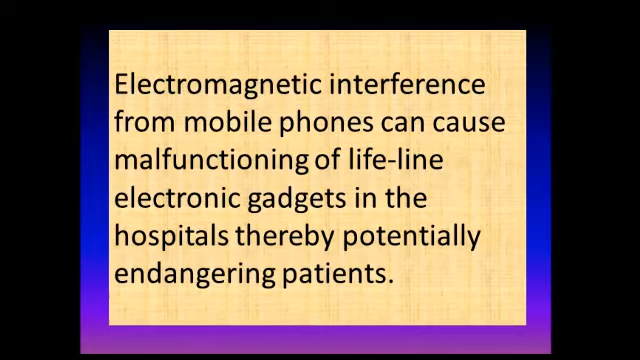 Electromagnetic interference
from mobile phones can cause
malfunctioning of life-line
electronic gadgets in the
hospitals thereby potentially
endangering patients.